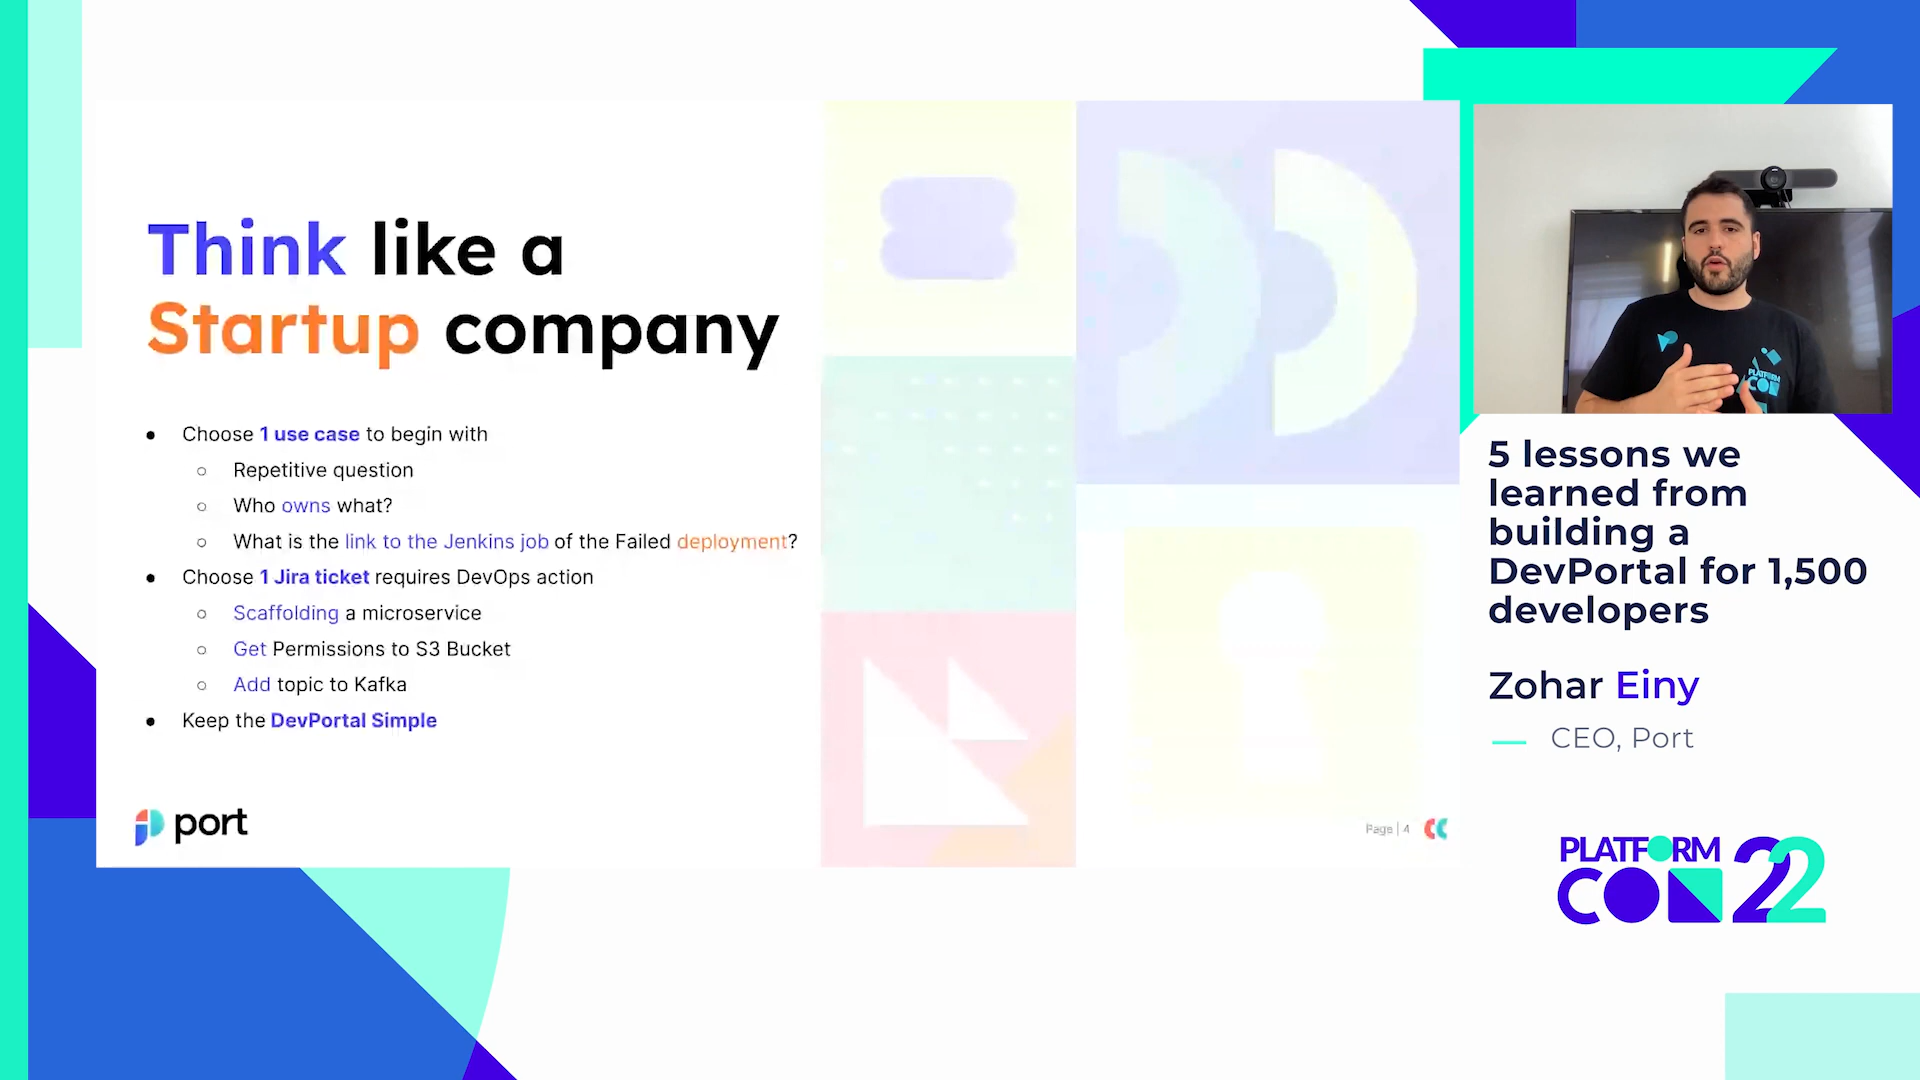 Think like a
Startup company
● Choose 1 use case to begin with
○ Repetitive question
○ Who owns what?
○ What is the link to the Jenkins job of the Failed deployment?
● Choose 1 Jira ticket requires DevOps action
○ Scaffolding a microservice
○ Get Permissions to S3 Bucket
○ Add topic to Kafka
● Keep the DevPortal Simple
port
Page | 4
PLATFORM
CON
5 lessons we
learned from
building a
DevPortal for 1,500
developers
Zohar Einy
CEO, Port
PLATFORM
CON 22